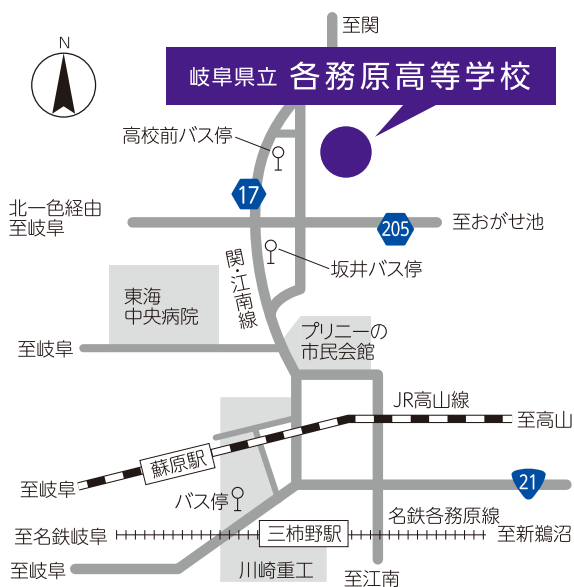 至関
N
岐阜県立 各務原高等学校
高校前バス停
17
北一色経由
至岐阜
205
至おがせ池
関・江南線
坂井バス停
東海
中央病院
プリニーの
市民会館
至岐阜
JR高山線
至高山
蘇原駅
至岐阜
21
バス停
名鉄各務原線
至名鉄岐阜
三柿野駅
至新鵜沼
至岐阜
川崎重工
至江南